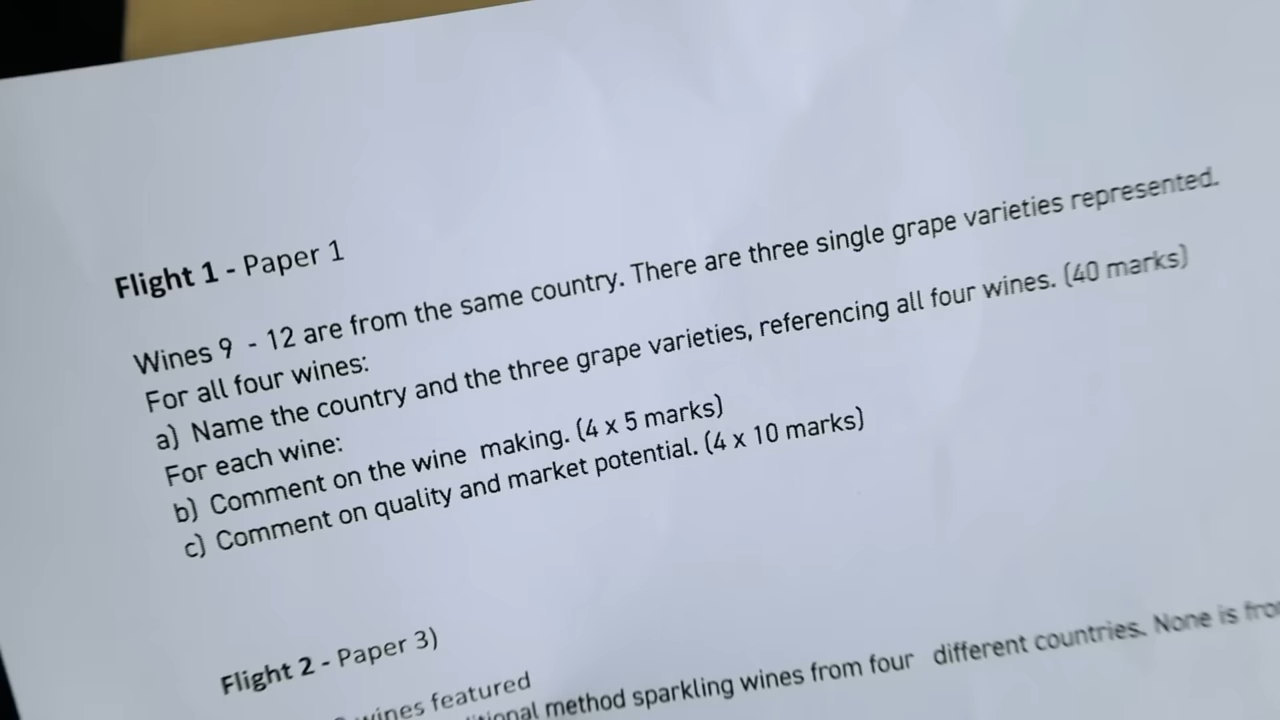 Flight 1 - Paper 1
Wines 9 - 12 are from the same country. There are three single grape varieties represented.
For all four wines:
a) Name the country and the three grape varieties, referencing all four wines. (40 marks)
For each wine:
b) Comment on the wine making. (4 x 5 marks)
c) Comment on quality and market potential. (4 x 10 marks)
Flight 2 - Paper 3)
wines featured
method sparkling wines from four different countries. None is